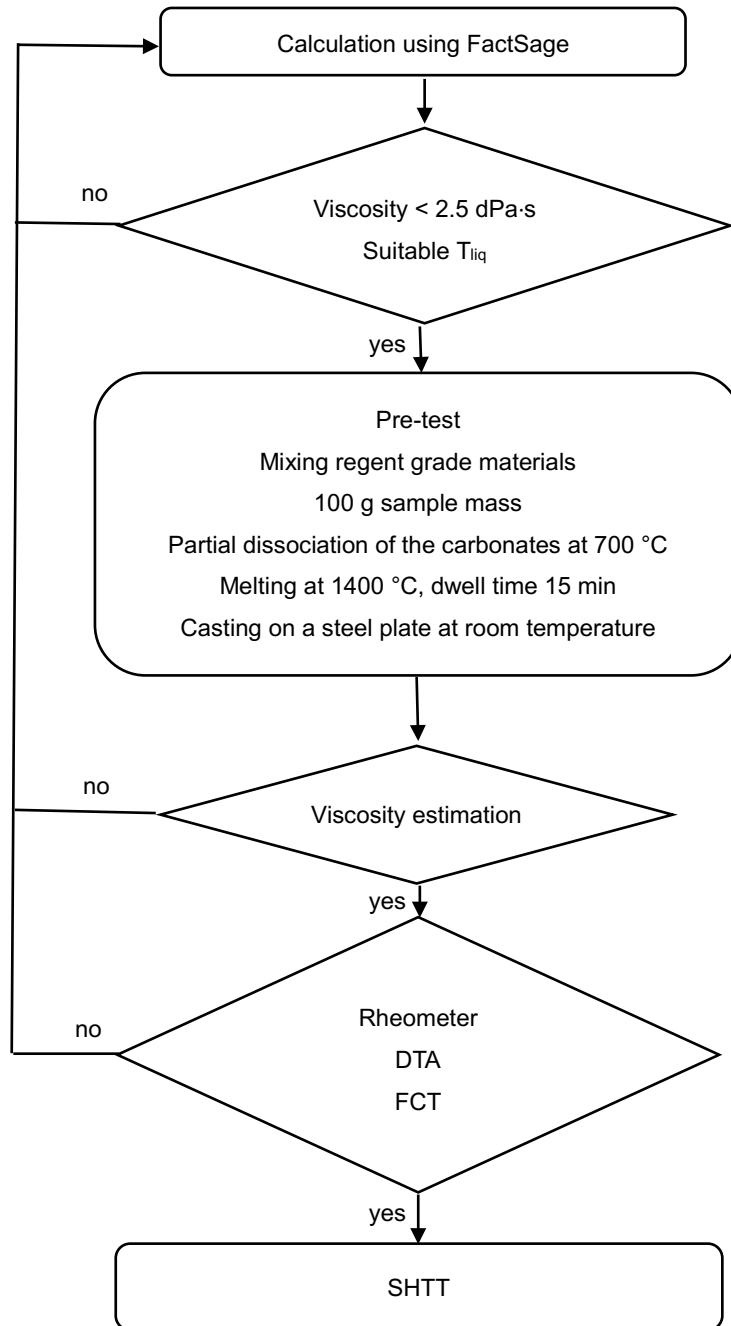 Calculation using FactSage
no
Viscosity < 2.5 dPa·s
Suitable Tliq
yes
Pre-test
Mixing regent grade materials
100 g sample mass
Partial dissociation of the carbonates at 700 °C
Melting at 1400 °C, dwell time 15 min
Casting on a steel plate at room temperature
no
Viscosity estimation
yes
no
Rheometer
DTA
FCT
yes
SHTT